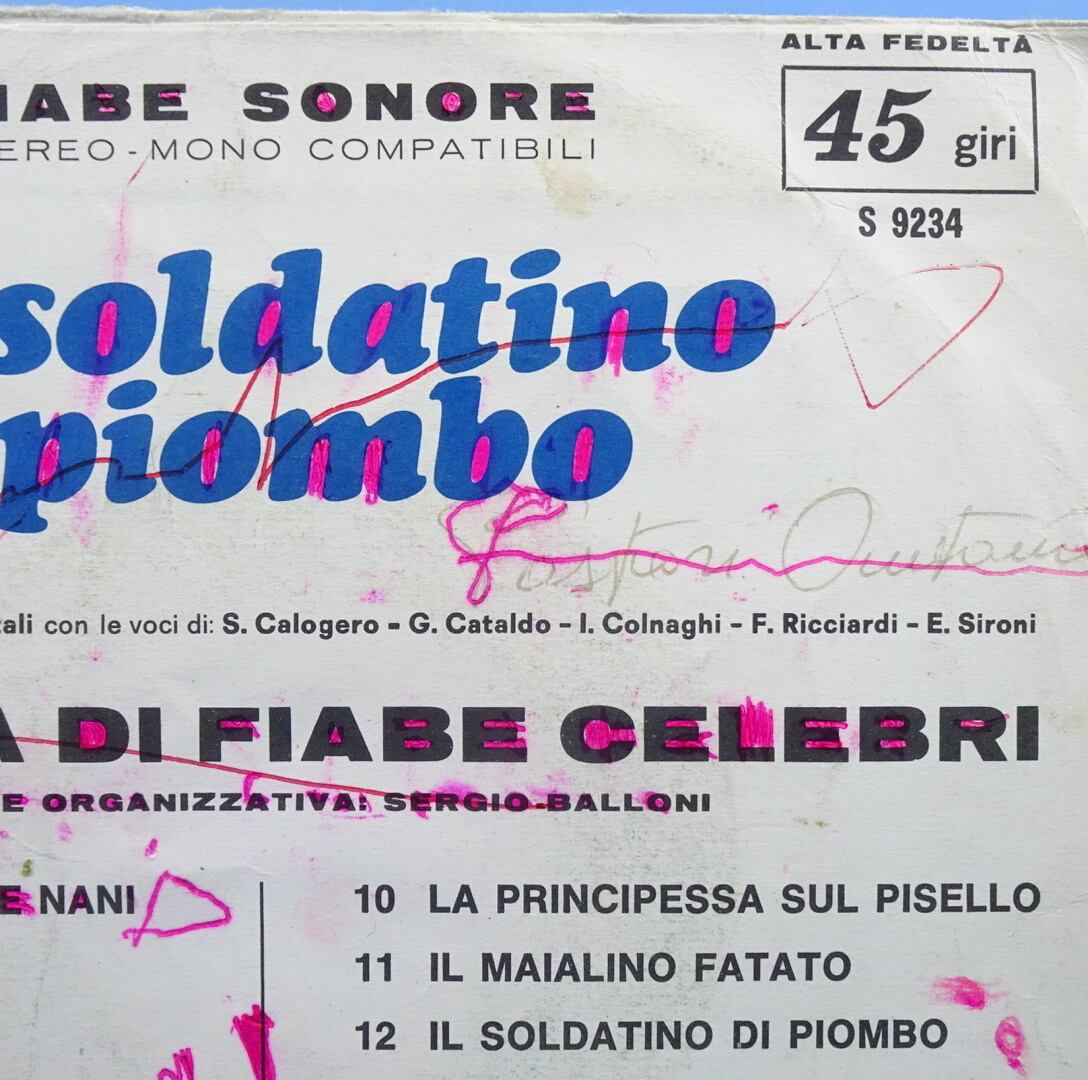 ALTA FEDELTÀ
IABE SONORE
EREO - MONO COMPATIBILI
45 giri
S 9234
soldatino
piombo
tali con le voci di: S. Calogero - G. Cataldo - I. Colnaghi - F. Ricciardi - E. Sironi
A DI FIABE CELEBRI
E ORGANIZZATIVA: SERGIO BALLONI
E NANI
10 LA PRINCIPESSA SUL PISELLO
11 IL MAIALINO FATATO
12 IL SOLDATINO DI PIOMBO